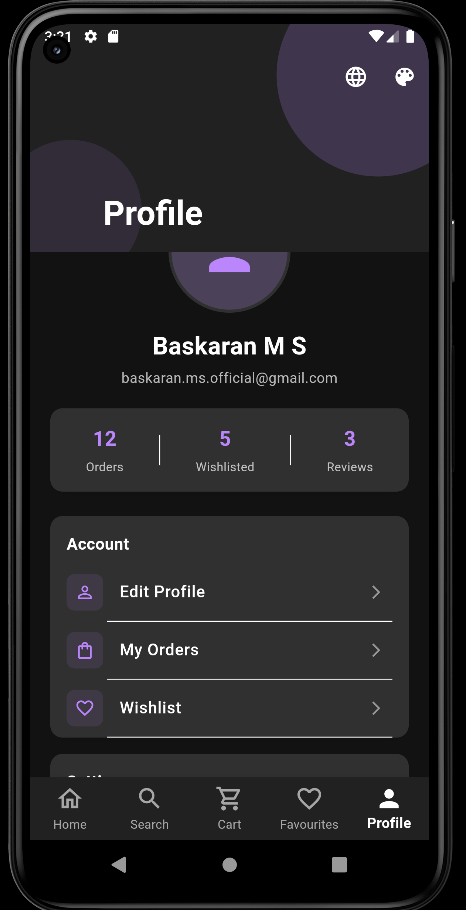 3:21
Profile
Baskaran M S
baskaran.ms.official@gmail.com
12 5 3
Orders Wishlisted Reviews
Account
Edit Profile
My Orders
Wishlist
Home Search Cart Favourites Profile